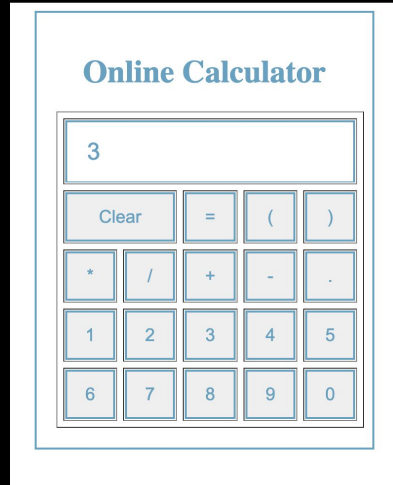 Online Calculator
3
Clear = ( )
* / + - .
1 2 3 4 5
6 7 8 9 0